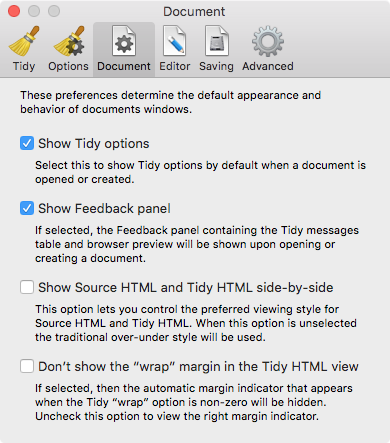 Document
Tidy Options Document Editor Saving Advanced
These preferences determine the default appearance and
behavior of documents windows.
Show Tidy options
Select this to show Tidy options by default when a document is
opened or created.
Show Feedback panel
If selected, the Feedback panel containing the Tidy messages
table and browser preview will be shown upon opening or
creating a document.
Show Source HTML and Tidy HTML side-by-side
This option lets you control the preferred viewing style for
Source HTML and Tidy HTML. When this option is unselected
the traditional over-under style will be used.
Don’t show the “wrap” margin in the Tidy HTML view
If selected, then the automatic margin indicator that appears
when the Tidy “wrap” option is non-zero will be hidden.
Uncheck this option to view the right margin indicator.